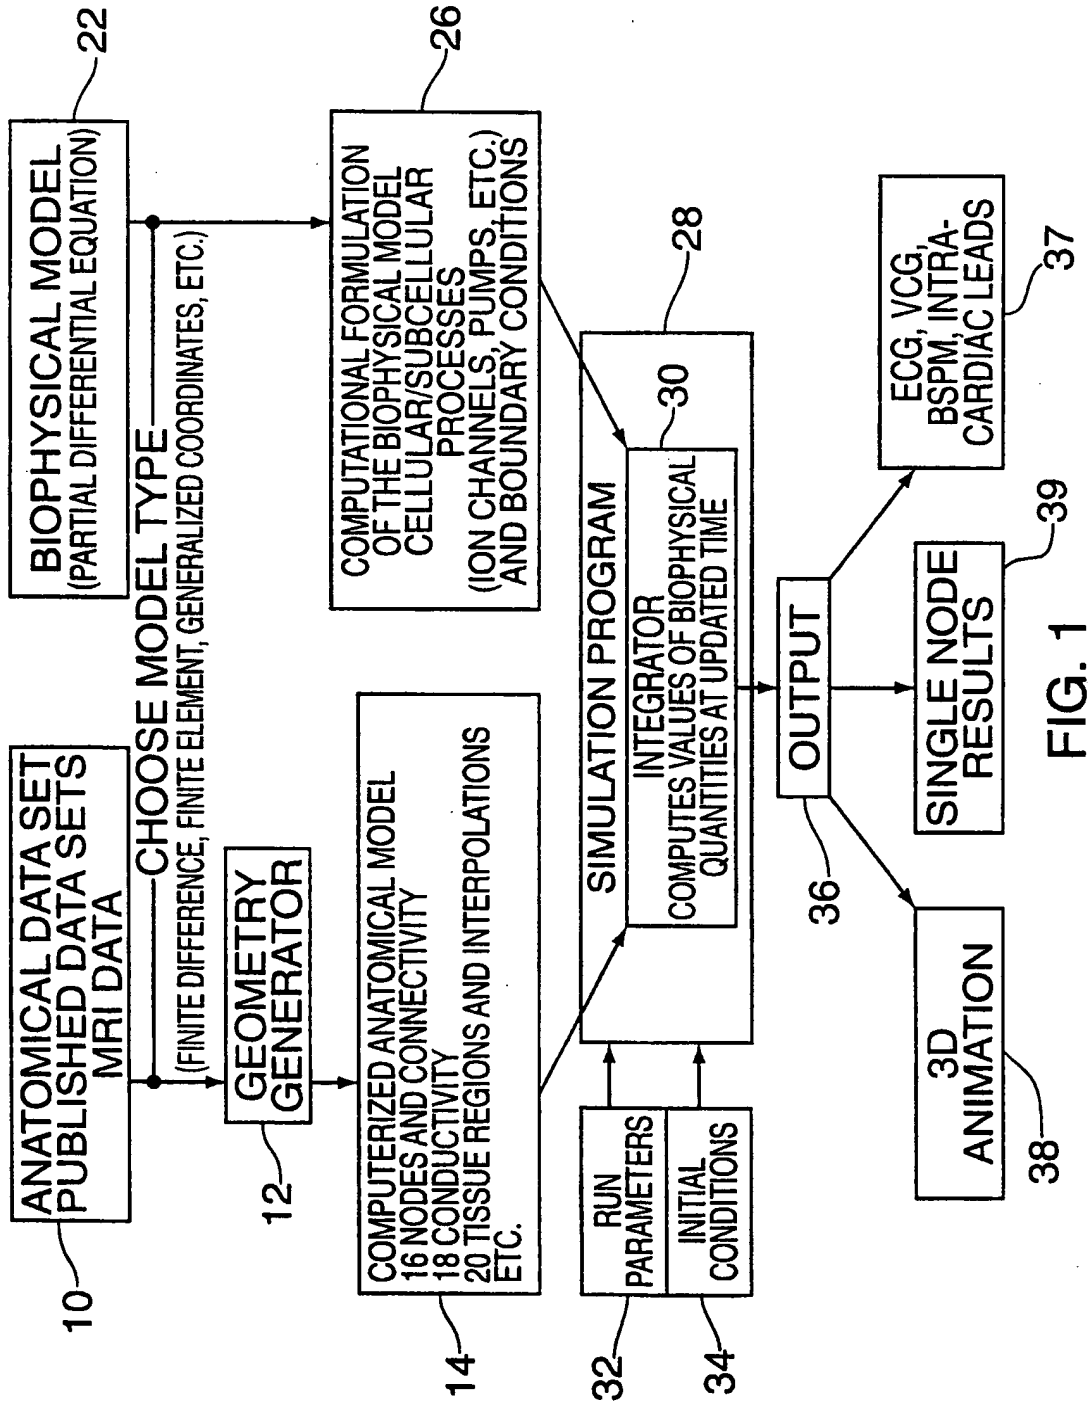 10
ANATOMICAL DATA SET
PUBLISHED DATA SETS
MRI DATA
22
BIOPHYSICAL MODEL
(PARTIAL DIFFERENTIAL EQUATION)
CHOOSE MODEL TYPE
(FINITE DIFFERENCE, FINITE ELEMENT, GENERALIZED COORDINATES, ETC.)
12
GEOMETRY
GENERATOR
14
COMPUTERIZED ANATOMICAL MODEL
16 NODES AND CONNECTIVITY
18 CONDUCTIVITY
20 TISSUE REGIONS AND INTERPOLATIONS
ETC.
26
COMPUTATIONAL FORMULATION
OF THE BIOPHYSICAL MODEL
CELLULAR/SUBCELLULAR
PROCESSES
(ION CHANNELS, PUMPS, ETC.)
AND BOUNDARY CONDITIONS
28
SIMULATION PROGRAM
30
INTEGRATOR
COMPUTES VALUES OF BIOPHYSICAL
QUANTITIES AT UPDATED TIME
32
RUN
PARAMETERS
34
INITIAL
CONDITIONS
36
OUTPUT
38
3D
ANIMATION
39
SINGLE NODE
RESULTS
37
ECG, VCG,
BSPM, INTRA-
CARDIAC LEADS
FIG. 1